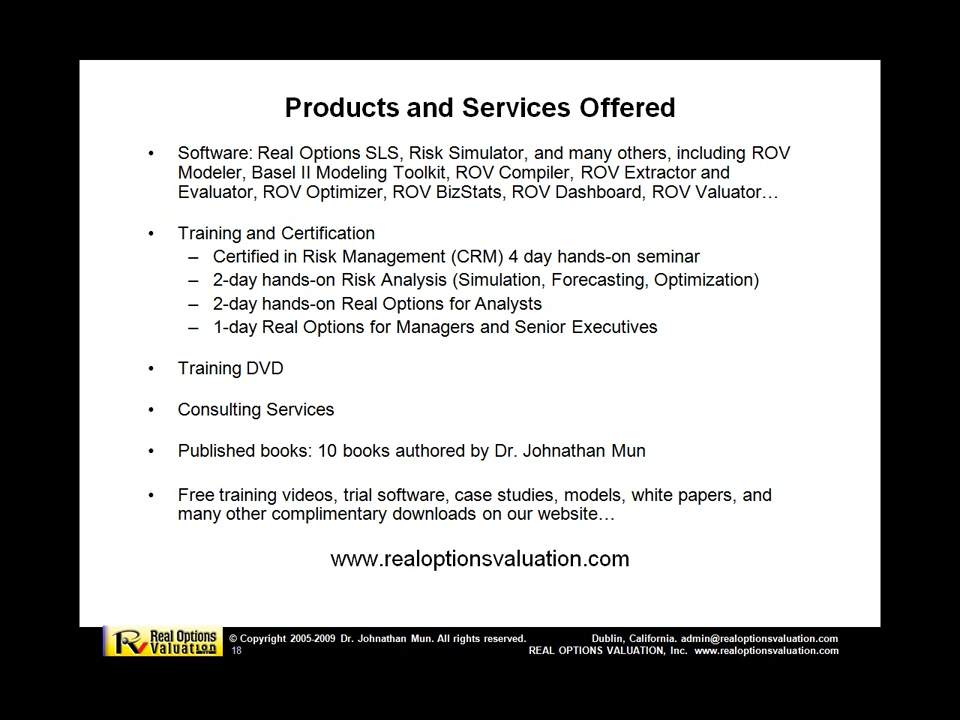 Products and Services Offered
• Software: Real Options SLS, Risk Simulator, and many others, including ROV
Modeler, Basel II Modeling Toolkit, ROV Compiler, ROV Extractor and
Evaluator, ROV Optimizer, ROV BizStats, ROV Dashboard, ROV Valuator…
• Training and Certification
– Certified in Risk Management (CRM) 4 day hands-on seminar
– 2-day hands-on Risk Analysis (Simulation, Forecasting, Optimization)
– 2-day hands-on Real Options for Analysts
– 1-day Real Options for Managers and Senior Executives
• Training DVD
• Consulting Services
• Published books: 10 books authored by Dr. Johnathan Mun
• Free training videos, trial software, case studies, models, white papers, and
many other complimentary downloads on our website…
www.realoptionsvaluation.com
Real Options
Valuation
© Copyright 2005-2009 Dr. Johnathan Mun. All rights reserved. Dublin, California. admin@realoptionsvaluation.com
18 REAL OPTIONS VALUATION, Inc. www.realoptionsvaluation.com